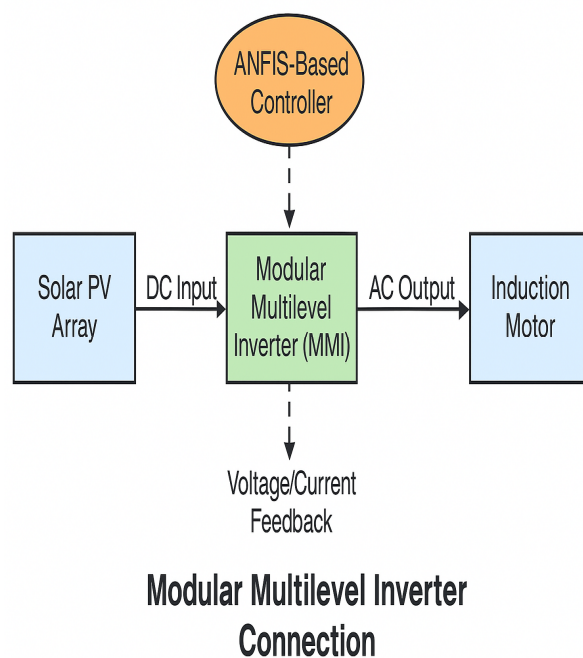 ANFIS-Based
Controller
Solar PV
Array
DC Input
Modular
Multilevel
Inverter (MMI)
AC Output
Induction
Motor
Voltage/Current
Feedback
Modular Multilevel Inverter
Connection